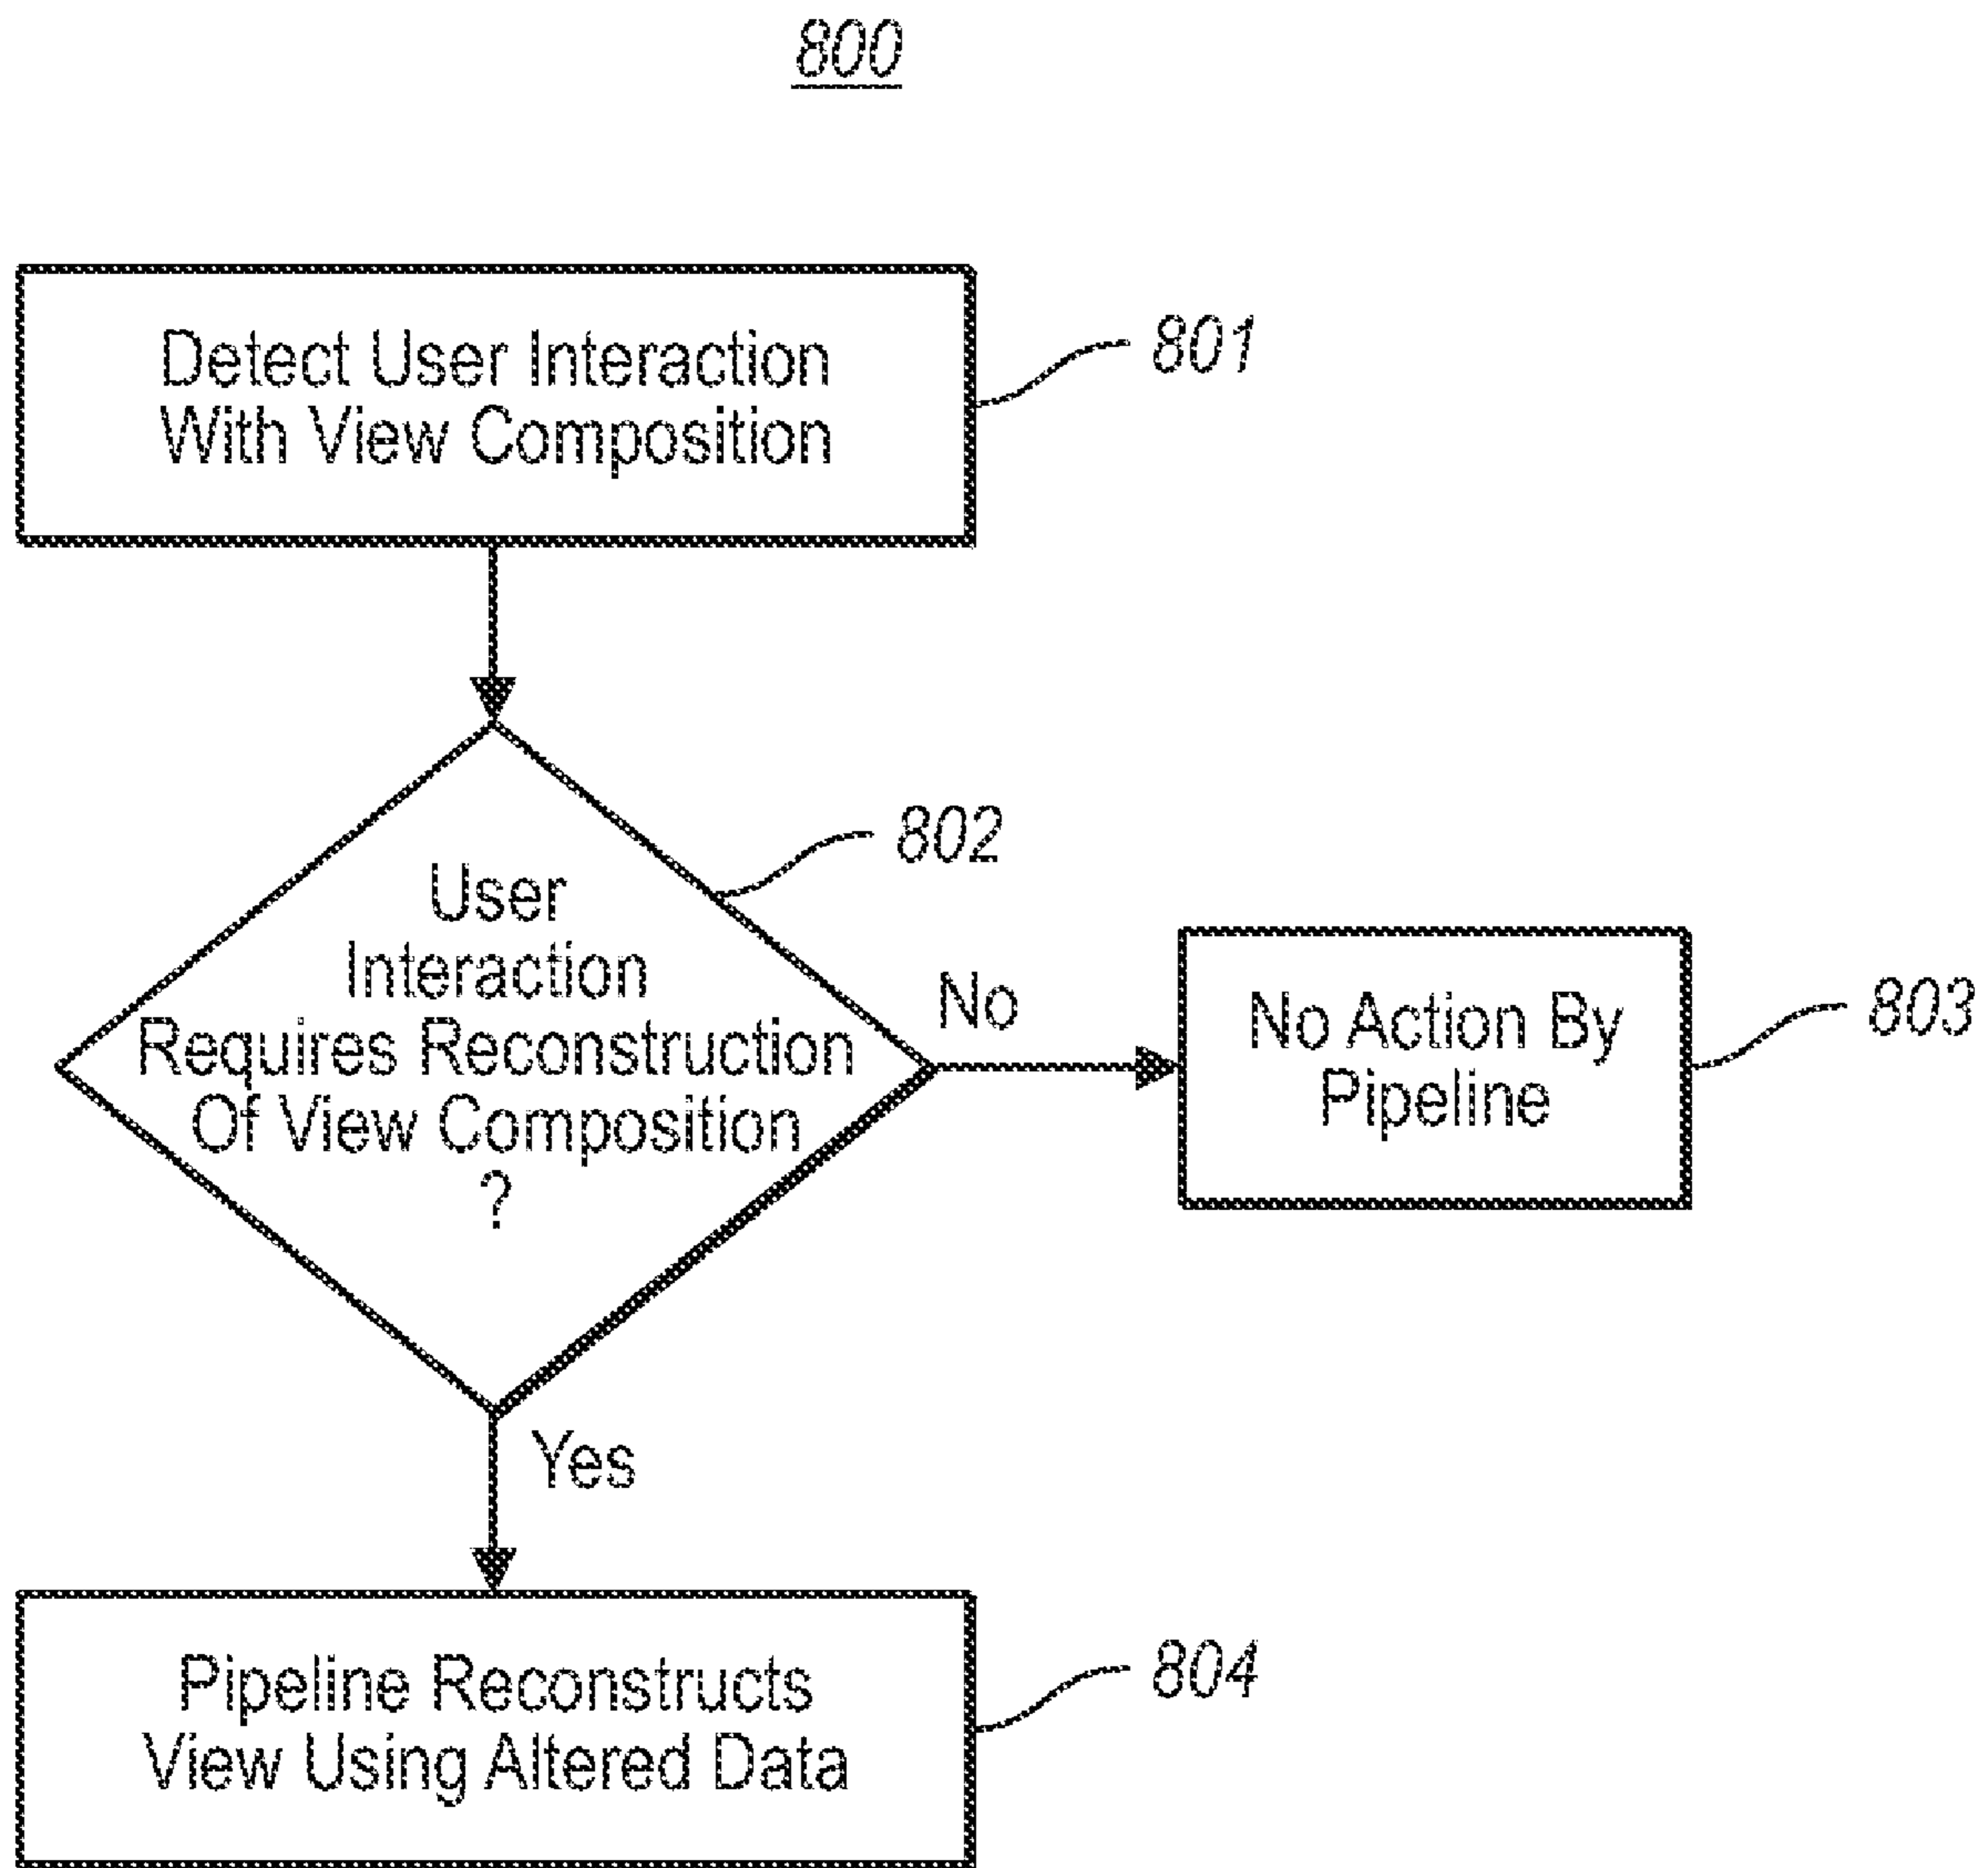 800
Detect User Interaction
With View Composition
801
User
Interaction
Requires Reconstruction
Of View Composition
?
802
No
No Action By
Pipeline
803
Yes
Pipeline Reconstructs
View Using Altered Data
804